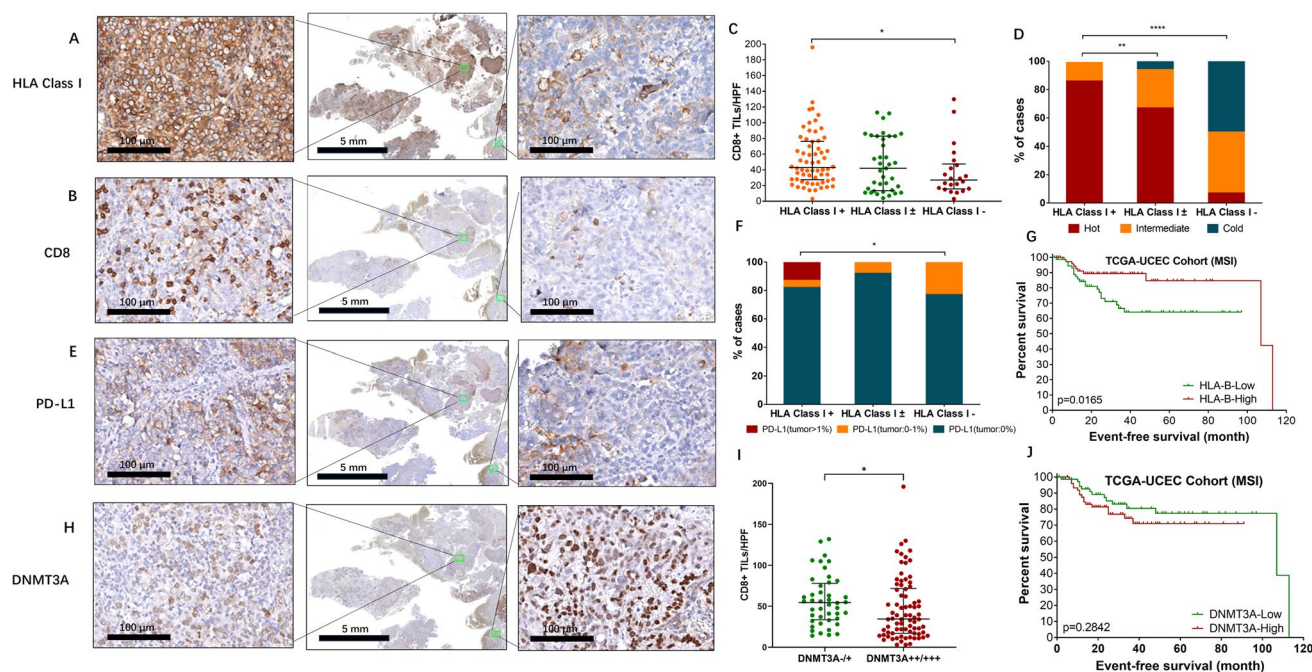 A
HLA Class I
100 µm
5 mm
100 µm
B
CD8
100 µm
5 mm
100 µm
E
PD-L1
100 µm
5 mm
100 µm
H
DNMT3A
100 µm
5 mm
100 µm
C
*
CD8+ TILs/HPF
200
180
160
140
120
100
80
60
40
20
0
HLA Class I +
HLA Class I ±
HLA Class I -
D
****
**
% of cases
100
80
60
40
20
0
HLA Class I +
HLA Class I ±
HLA Class I -
Hot
Intermediate
Cold
F
*
% of cases
100
80
60
40
20
0
HLA Class I +
HLA Class I ±
HLA Class I -
PD-L1(tumor>1%)
PD-L1(tumor:0-1%)
PD-L1(tumor:0%)
G
TCGA-UCEC Cohort (MSI)
Percent survival
100
90
80
70
60
50
40
30
20
10
0
HLA-B-Low
HLA-B-High
p=0.0165
0
20
40
60
80
100
120
Event-free survival (month)
I
*
CD8+ TILs/HPF
200
150
100
50
0
DNMT3A-/+
DNMT3A++/+++
J
TCGA-UCEC Cohort (MSI)
Percent survival
100
90
80
70
60
50
40
30
20
10
0
DNMT3A-Low
DNMT3A-High
p=0.2842
0
20
40
60
80
100
120
Event-free survival (month)